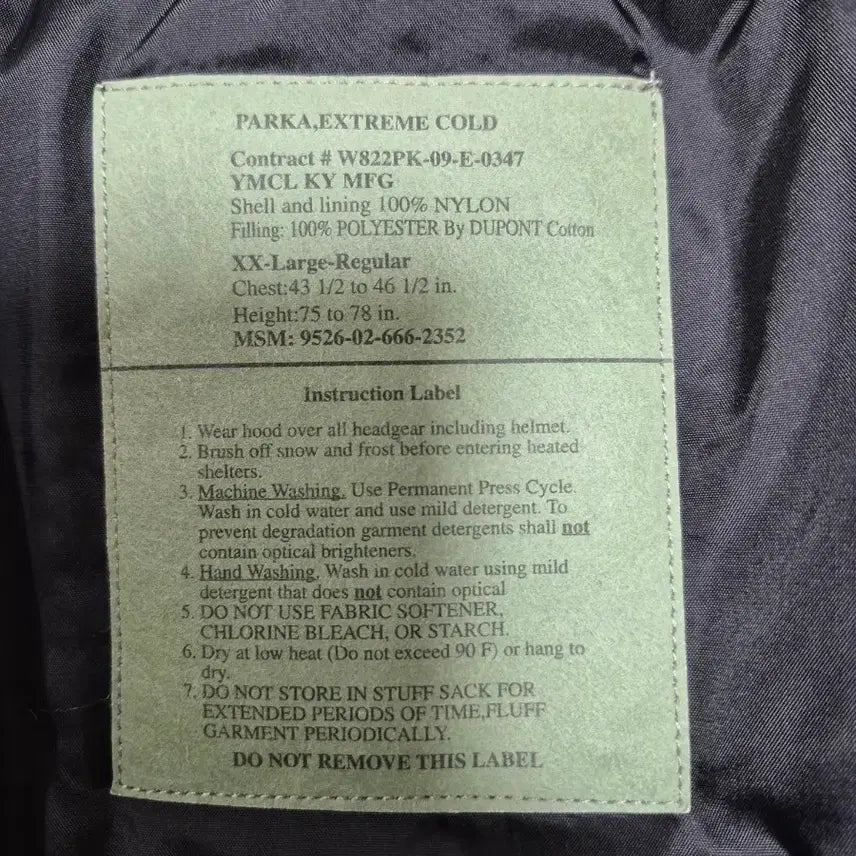 PARKA,EXTREME COLD
Contract # W822PK-09-E-0347
YMCL KY MFG
Shell and lining 100% NYLON
Filling: 100% POLYESTER By DUPONT Cotton
XX-Large-Regular
Chest:43 1/2 to 46 1/2 in.
Height:75 to 78 in.
MSM: 9526-02-666-2352
Instruction Label
1. Wear hood over all headgear including helmet.
2. Brush off snow and frost before entering heated
shelters.
3. Machine Washing. Use Permanent Press Cycle.
Wash in cold water and use mild detergent. To
prevent degradation garment detergents shall not
contain optical brighteners.
4. Hand Washing. Wash in cold water using mild
detergent that does not contain optical
5. DO NOT USE FABRIC SOFTENER,
CHLORINE BLEACH, OR STARCH.
6. Dry at low heat (Do not exceed 90 F) or hang to
dry.
7. DO NOT STORE IN STUFF SACK FOR
EXTENDED PERIODS OF TIME,FLUFF
GARMENT PERIODICALLY.
DO NOT REMOVE THIS LABEL